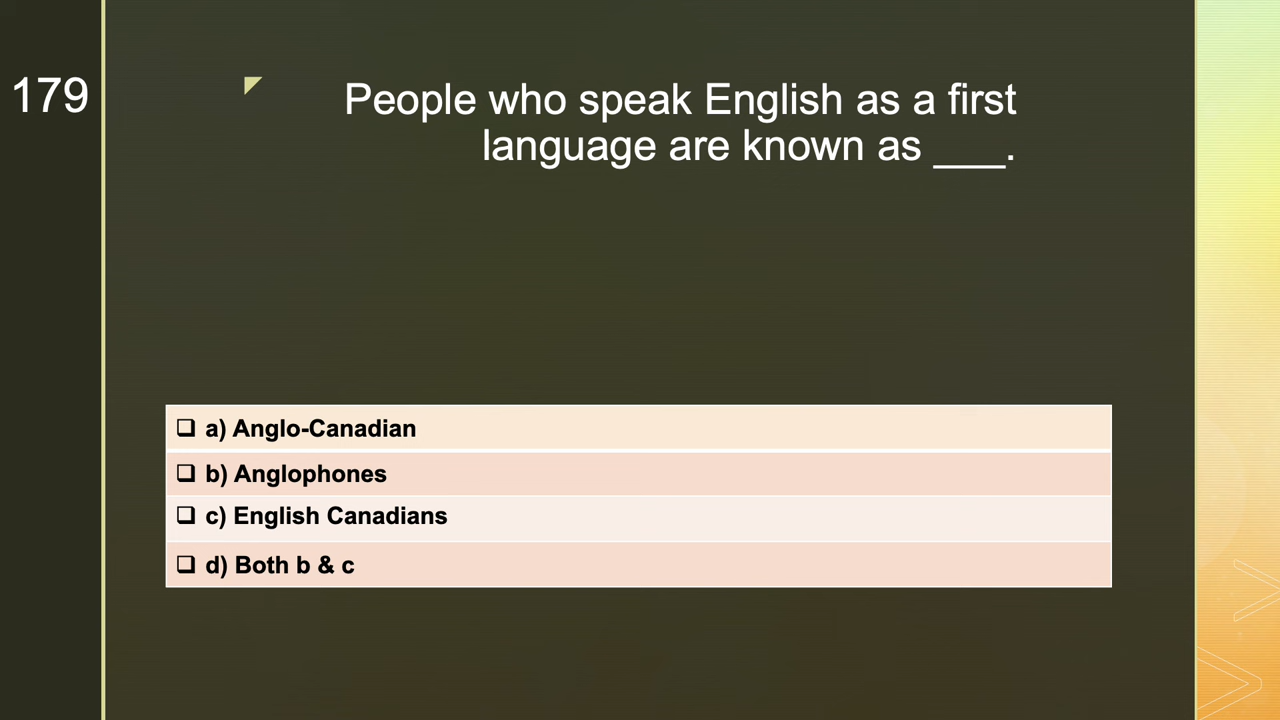 179
People who speak English as a first
language are known as ___.
❑ a) Anglo-Canadian
❑ b) Anglophones
❑ c) English Canadians
❑ d) Both b & c